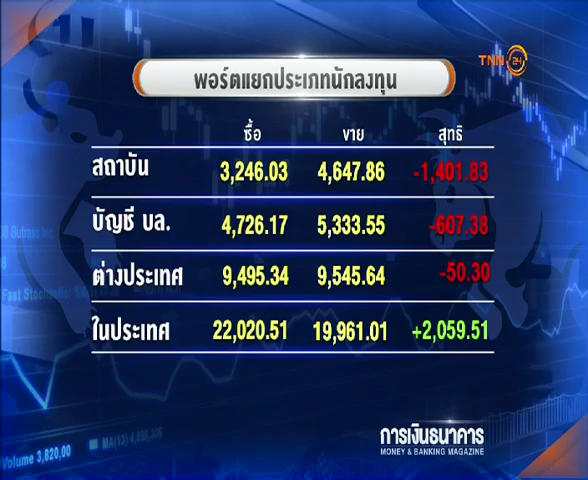 TNN 24
พอร์ตแยกประเภทนักลงทุน
ซื้อ ขาย สุทธิ
สถาบัน 3,246.03 4,647.86 -1,401.83
บัญชี บล. 4,726.17 5,333.55 -607.38
ต่างประเทศ 9,495.34 9,545.64 -50.30
ในประเทศ 22,020.51 19,961.01 +2,059.51
การเงินธนาคาร
MONEY & BANKING MAGAZINE
Volume 3,820.00